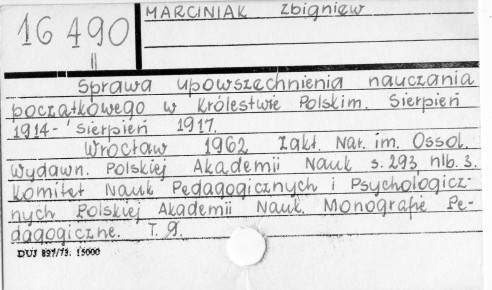 MARCINIAK Zbigniew
16 490
II
Sprawa upowszechnienia nauczania
początkowego w Królestwie Polskim. Sierpień
1914- Sierpień 1917.
Wrocław 1962 Zakł. Nar. im. Ossol.
Wydawn. Polskiej Akademii Nauk s. 293, nlb. 3.
Komitet Nauk Pedagogicznych i Psychologicz-
nych Polskiej Akademii Nauk. Monografie Pe-
dagogiczne. T. 9.
DUJ 897/73. 15000